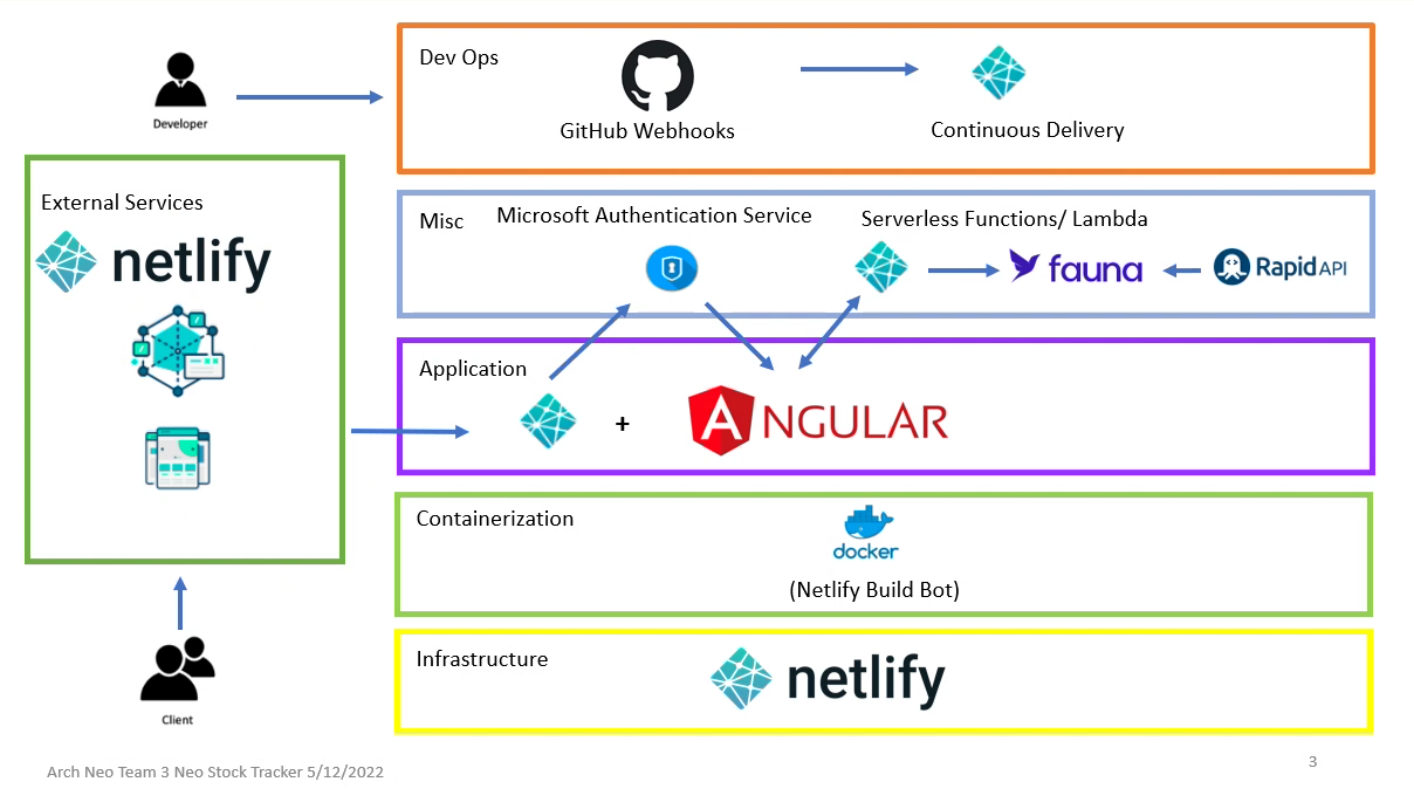 Dev Ops
GitHub Webhooks
Continuous Delivery
Developer
External Services
netlify
Misc
Microsoft Authentication Service
Serverless Functions/ Lambda
fauna
Rapid API
Application
+
ANGULAR
Containerization
docker
(Netlify Build Bot)
Infrastructure
netlify
Client
Arch Neo Team 3 Neo Stock Tracker 5/12/2022
3